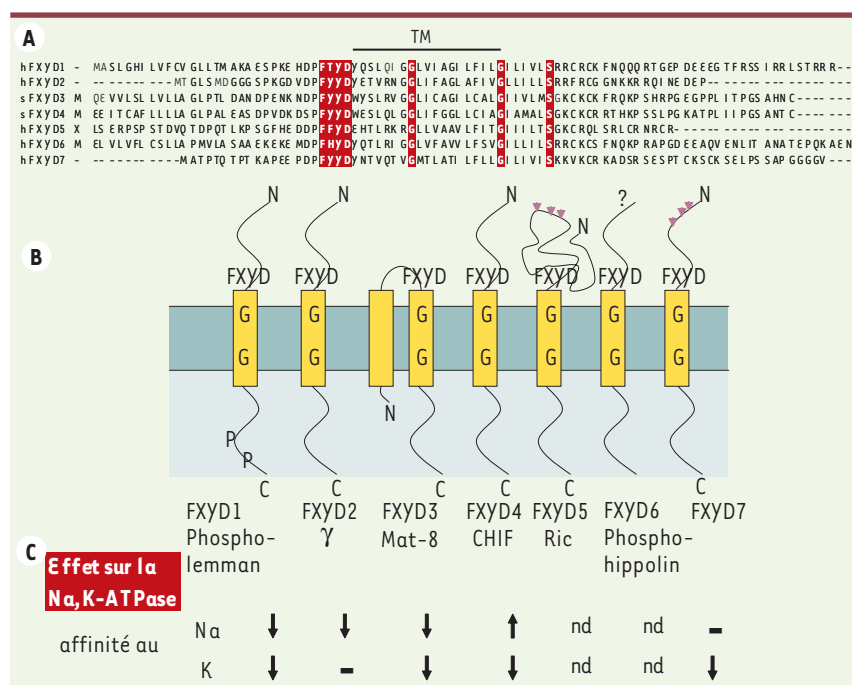 A
TM
hFXYD1 - MASLGHILVFCVGLLTMAKAESPKEHDPFTYDYQSLQIGGLVIAGILFILGILIVLSRRCRCKFNQQQRTGEPDEEEGTFRSSIRRLSTRRR--
hFXYD2 - -----------MTGLSMDGGGSPKGDVDPFYYDYETVRNGGLIFAGLAFIVGLLILLSRRFRCGGNKKRRQINEDEP
sFXYD3 M QEVVLSLLVLLAGLPTLDANDPENKNDPFYYDWYSLRVGGLICAGILCALGIIVLMSGKCKCKFRQKPSHRPGEGPPLITPGSAHNC-----
sFXYD4 M EEITCAFLLLLAGLPALEASDPVDKDSPFYYDWESLQLGGLIFGGLLCIAGIAMALSGKCKCRRTHKPSSLPGKATPLIIPGSANTC------
hFXYD5 X LSERPSPSTDVQTDPQTLKPSGFHEDDPFFYDEHTLRKRGLLVAAVLFITGIIILTSGKCRQLSRLCRNRCR
hFXYD6 M ELVLVFLCSLLAPMVLASAAEKEKEMDPFHYDYQTLRIGGLVFAVVLFSVGILLILSRRCKCSFNQKPRAPGDEEAQVENLITANATEPQKAEN
hFXYD7 ---------MATPTQTPTKAPEEPDPFYYDYNTVQTVGMTLATILFLLGILIVISKKVKCRKADSRSESPTCKSCKSELPSSAPGGGGV---
N N N N ? N
B
FXYD FXYD FXYD FXYD FXYD FXYD FXYD
G G G G G G G
G G G G G G G
N
P
P
C C C C C C
FXYD1 FXYD2 FXYD3 FXYD4 FXYD5 FXYD6 FXYD7
Phospho- γ Mat-8 CHIF Ric Phospho-
lemman hippolin
C
Effet sur la
Na,K-ATPase
affinité au
Na ↓ ↓ ↓ ↑ nd nd -
K ↓ - ↓ ↓ nd nd ↓